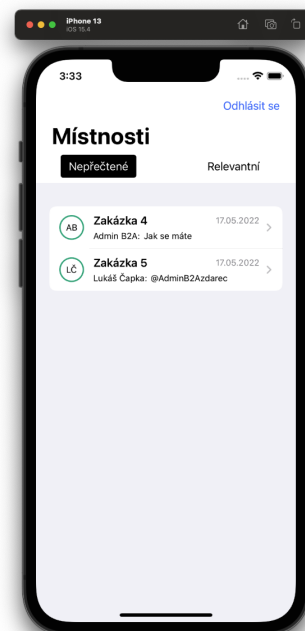 iPhone 13
iOS 15.4
3:33
Odhlásit se
Místnosti
Nepřečtené
Relevantní
AB
Zakázka 4
17.05.2022
Admin B2A: Jak se máte
LČ
Zakázka 5
17.05.2022
Lukáš Čapka: @AdminB2Azdarec